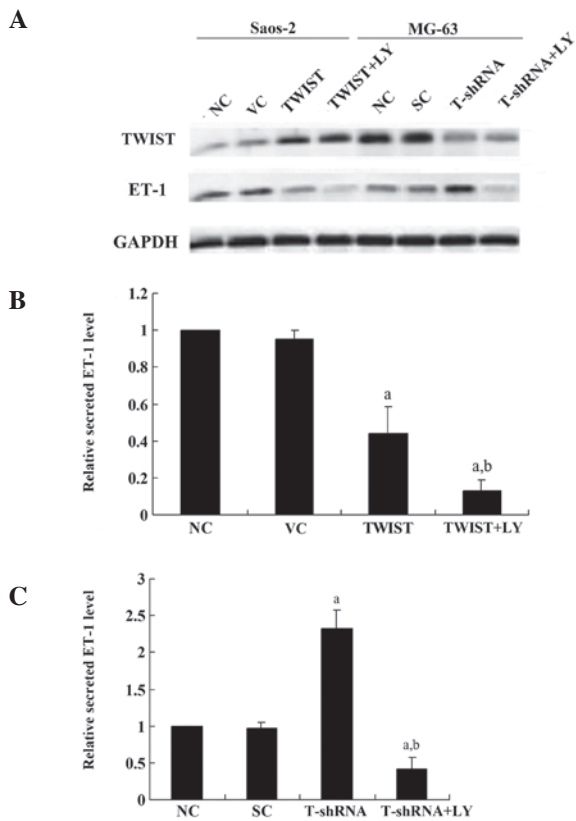 A
Saos-2 MG-63
NC VC TWIST TWIST+LY NC SC T-shRNA T-shRNA+LY
TWIST
ET-1
GAPDH
B
Relative secreted ET-1 level
1.2
1
0.8
0.6
0.4
0.2
0
a
a,b
NC VC TWIST TWIST+LY
C
Relative secreted ET-1 level
3
2.5
2
1.5
1
0.5
0
a
a,b
NC SC T-shRNA T-shRNA+LY